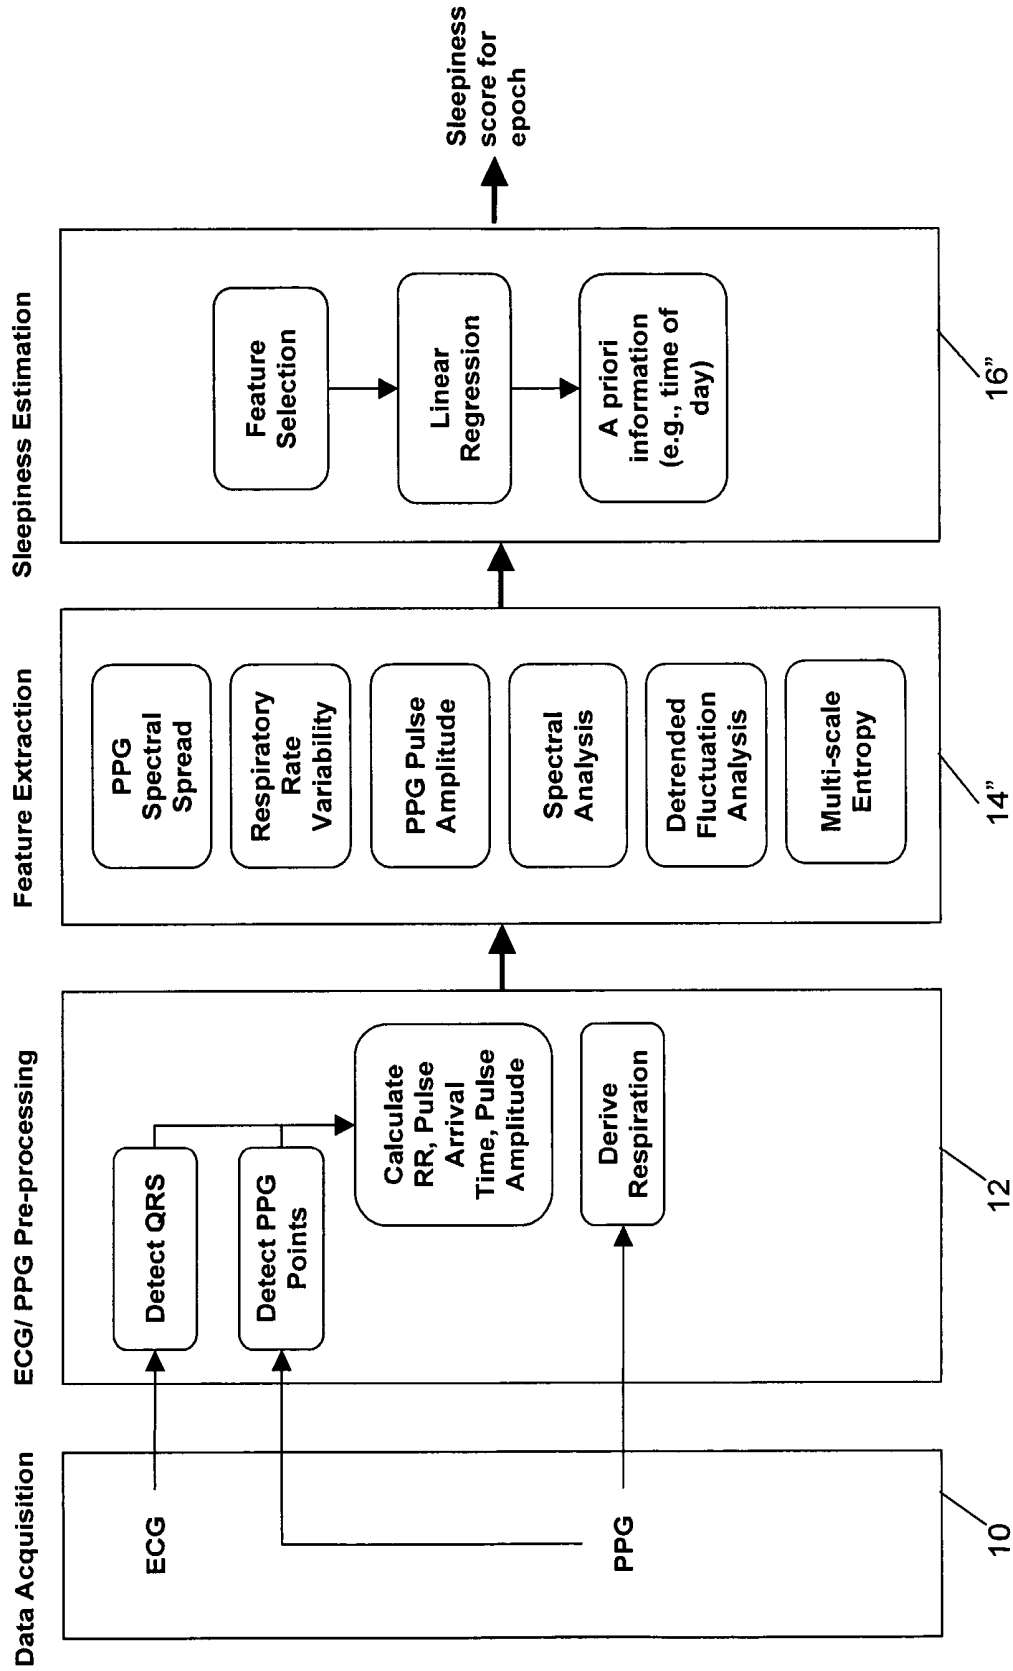 Data Acquisition
ECG
PPG
10
ECG/ PPG Pre-processing
Detect QRS
Detect PPG
Points
Calculate
RR, Pulse
Arrival
Time, Pulse
Amplitude
Derive
Respiration
12
Feature Extraction
PPG
Spectral
Spread
Respiratory
Rate
Variability
PPG Pulse
Amplitude
Spectral
Analysis
Detrended
Fluctuation
Analysis
Multi-scale
Entropy
14”
Sleepiness Estimation
Feature
Selection
Linear
Regression
A priori
information
(e.g., time of
day)
16”
Sleepiness
score for
epoch